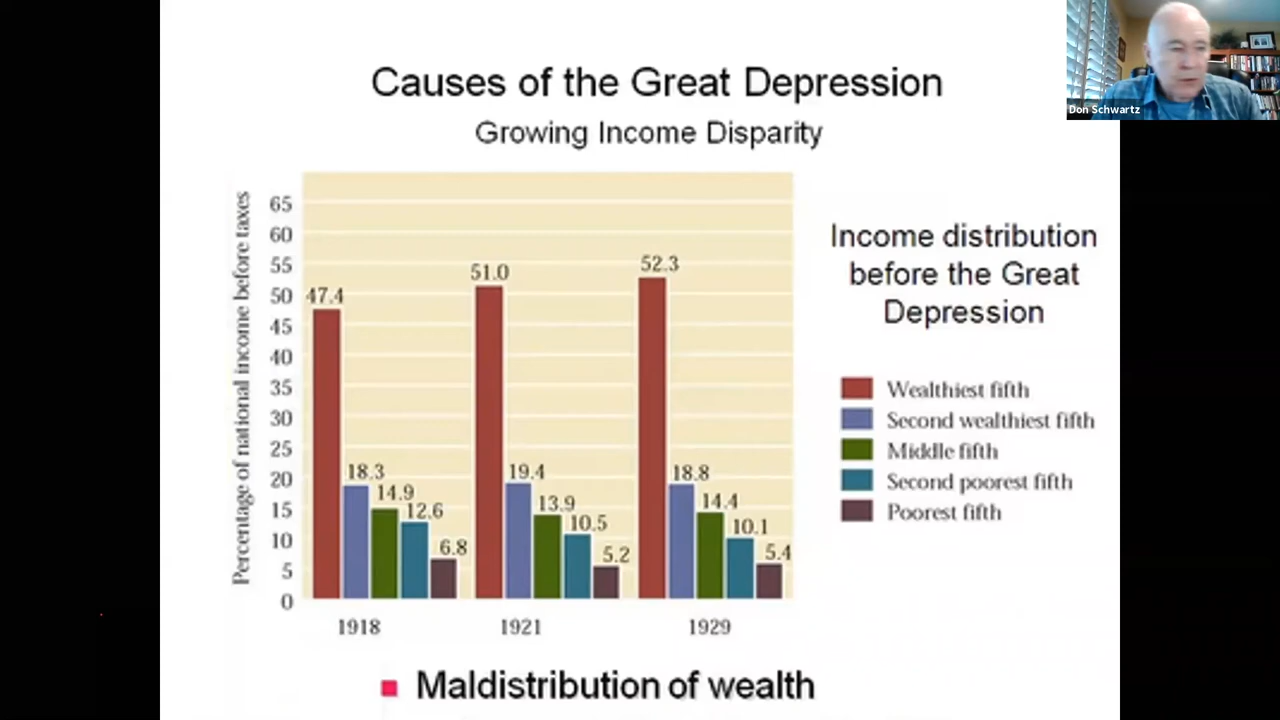 Causes of the Great Depression
Growing Income Disparity
Don Schwartz
Percentage of national income before taxes
65
60
55
50
45
40
35
30
25
20
15
10
5
0
47.4
18.3
14.9
12.6
6.8
51.0
19.4
13.9
10.5
5.2
52.3
18.8
14.4
10.1
5.4
1918
1921
1929
Income distribution
before the Great
Depression
Wealthiest fifth
Second wealthiest fifth
Middle fifth
Second poorest fifth
Poorest fifth
Maldistribution of wealth